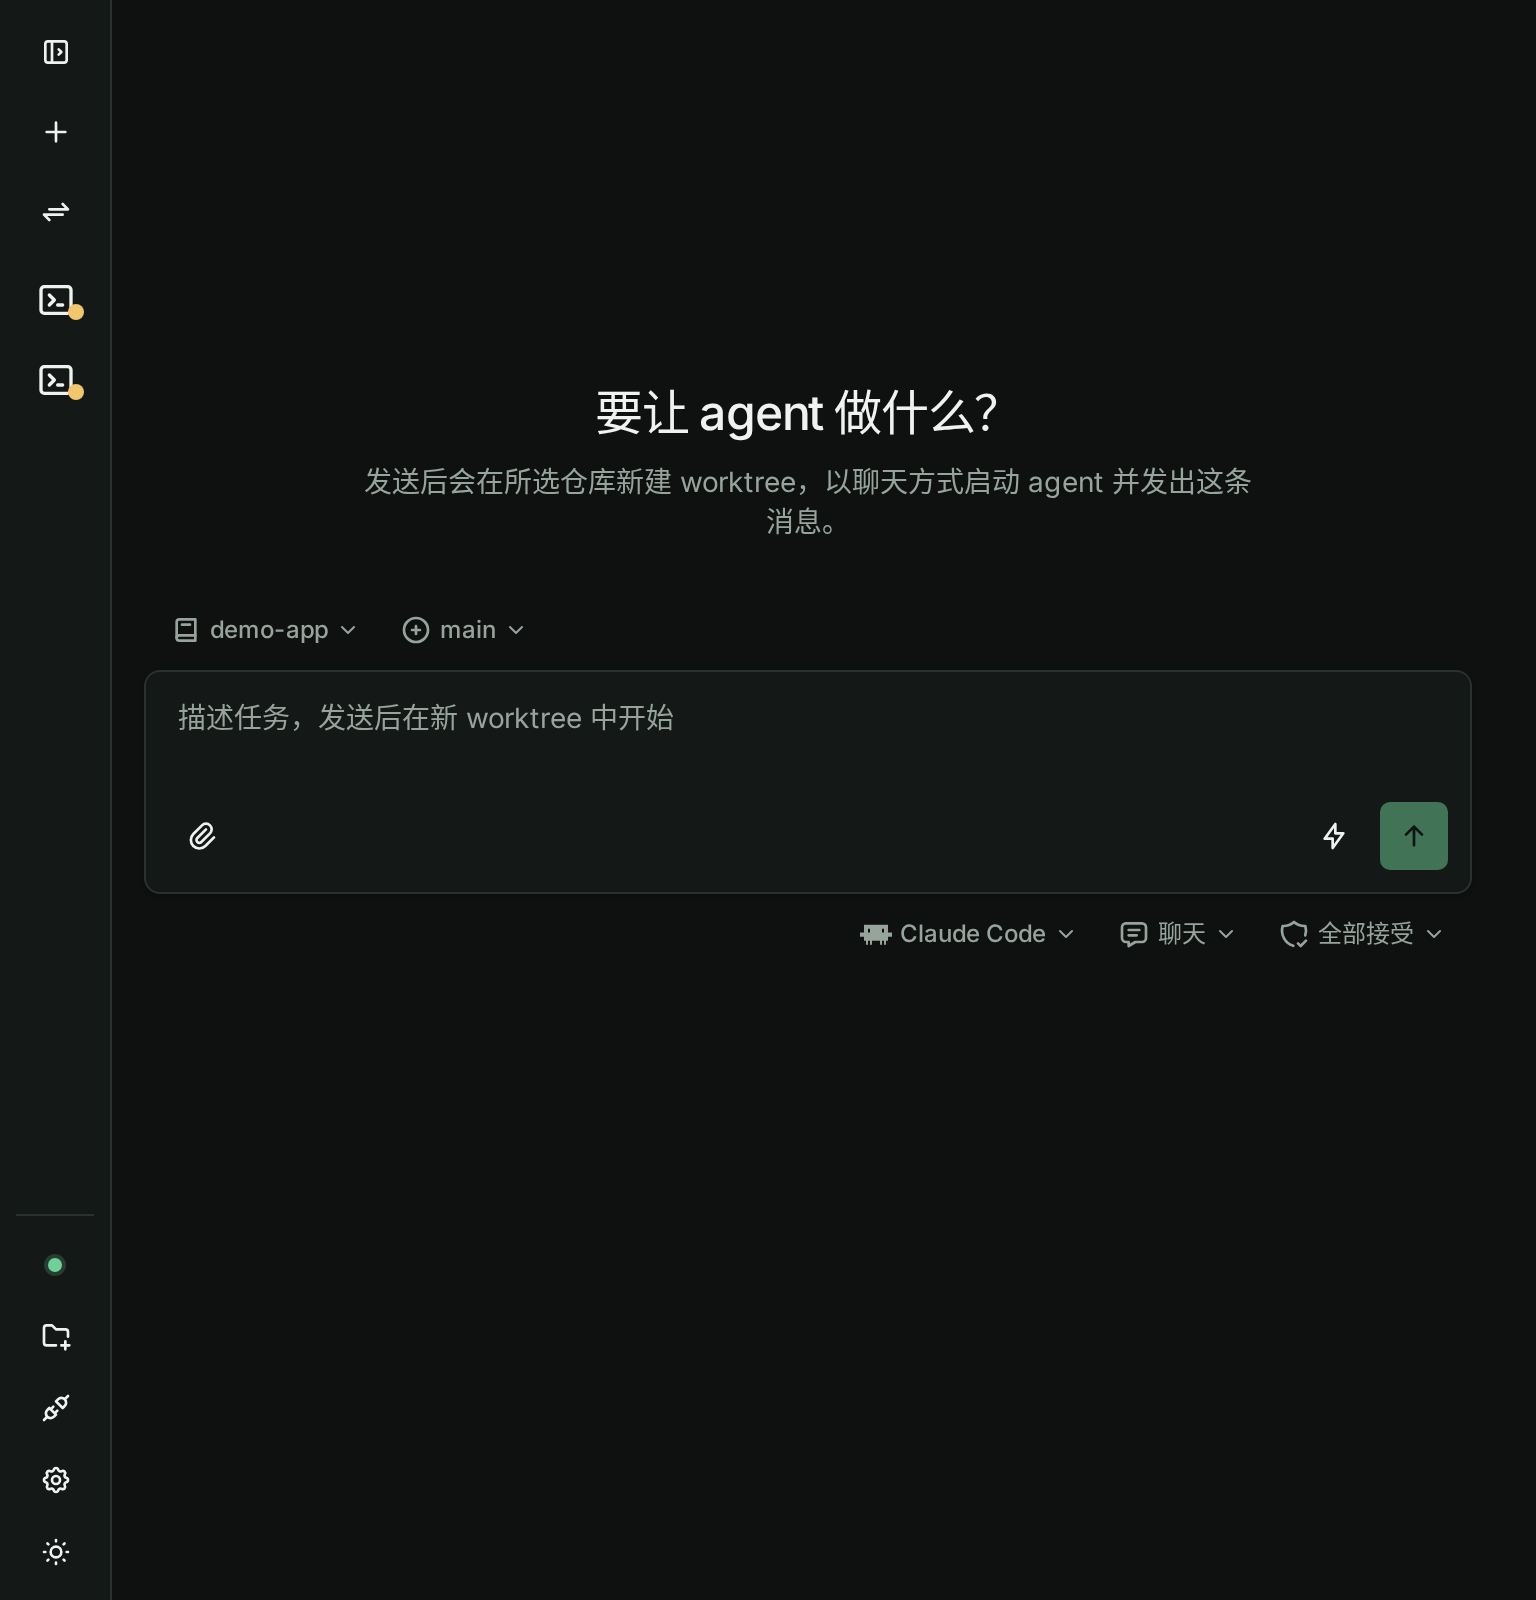 要让 agent 做什么？
发送后会在所选仓库新建 worktree，以聊天方式启动 agent 并发出这条
消息。
demo-app
main
描述任务，发送后在新 worktree 中开始
Claude Code
聊天
全部接受